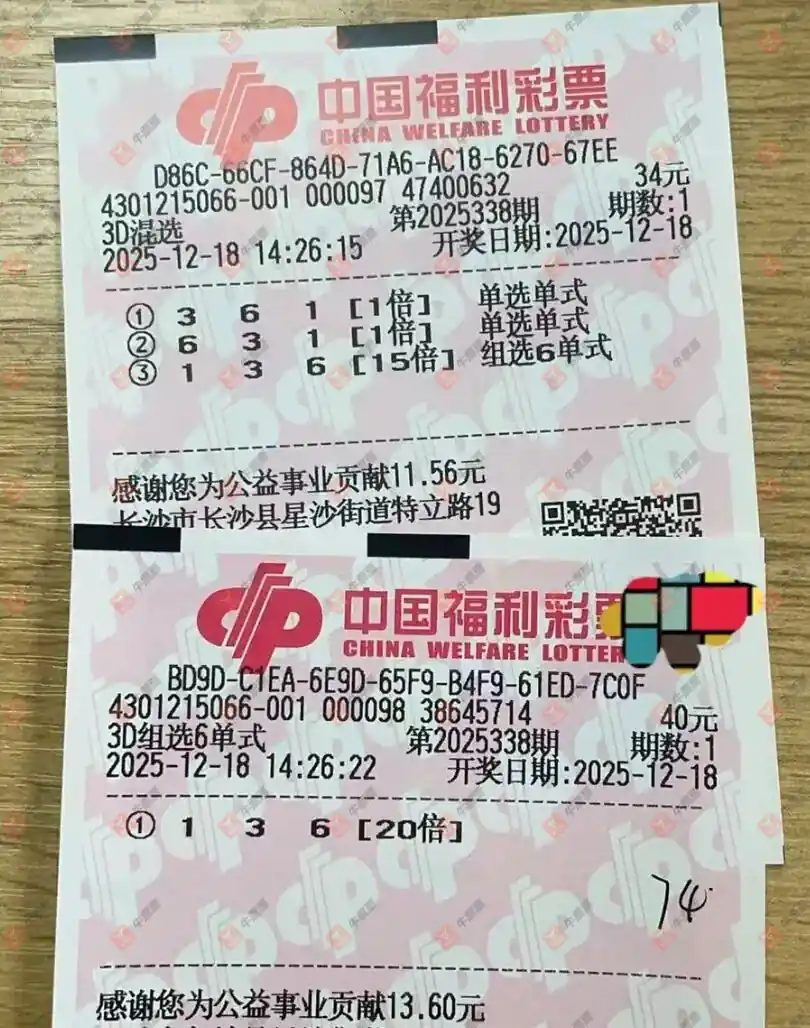 中国福利彩票
CHINA WELFARE LOTTERY
D86C-66CF-864D-71A6-AC18-6270-67EE
4301215066-001 000097 47400632 34元
3D混选 第2025338期 期数:1
2025-12-18 14:26:15 开奖日期:2025-12-18
① 3 6 1 [1倍] 单选单式
② 6 3 1 [1倍] 单选单式
③ 1 3 6 [15倍] 组选6单式
感谢您为公益事业贡献11.56元
长沙市长沙县星沙街道特立路19
中国福利彩
CHINA WELFARE LOTTER
BD9D-C1EA-6E9D-65F9-B4F9-61ED-7C0F
4301215066-001 000098 38645714 40元
3D组选6单式 第2025338期 期数:1
2025-12-18 14:26:22 开奖日期:2025-12-18
① 1 3 6 [20倍]
74
感谢您为公益事业贡献13.60元